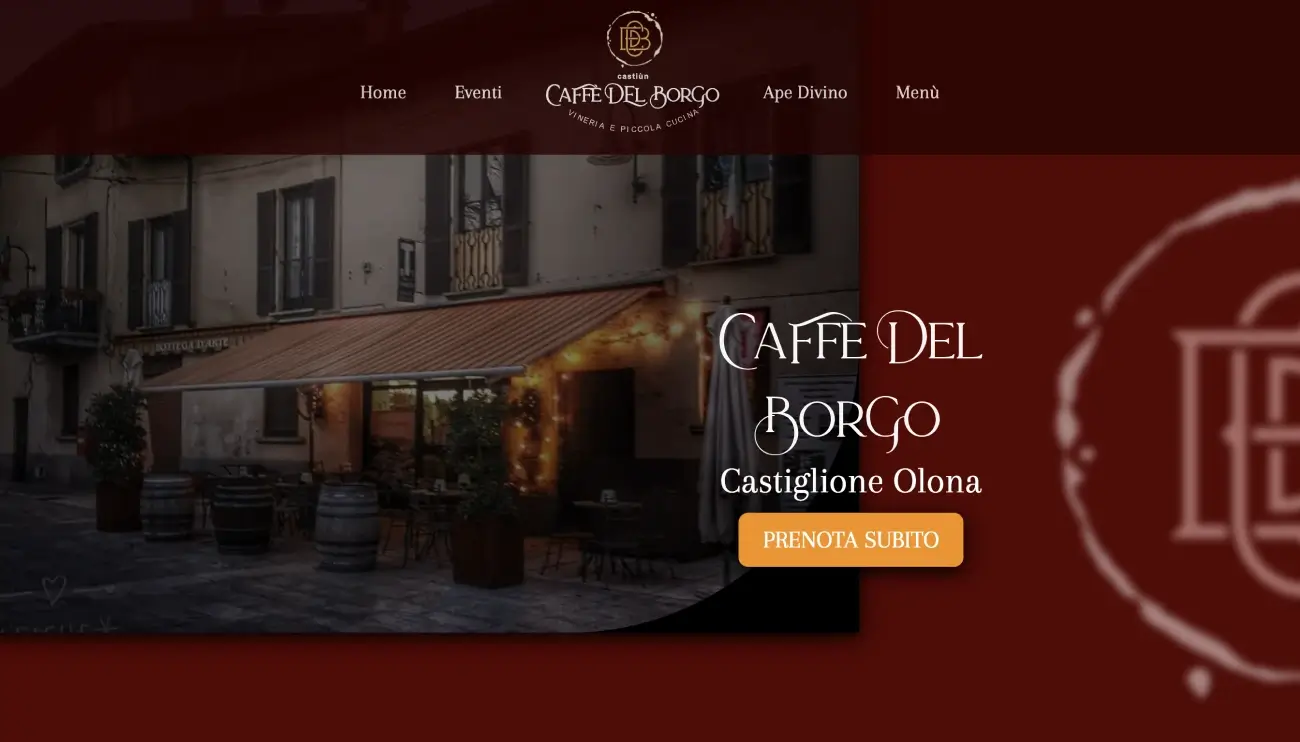 castiùn
Home Eventi CAFFÈ DEL BORGO Ape Divino Menù
VINERIA E PICCOLA CUCINA
BOTTEGA D'ARTE
CAFFE DEL
BORGO
Castiglione Olona
PRENOTA SUBITO